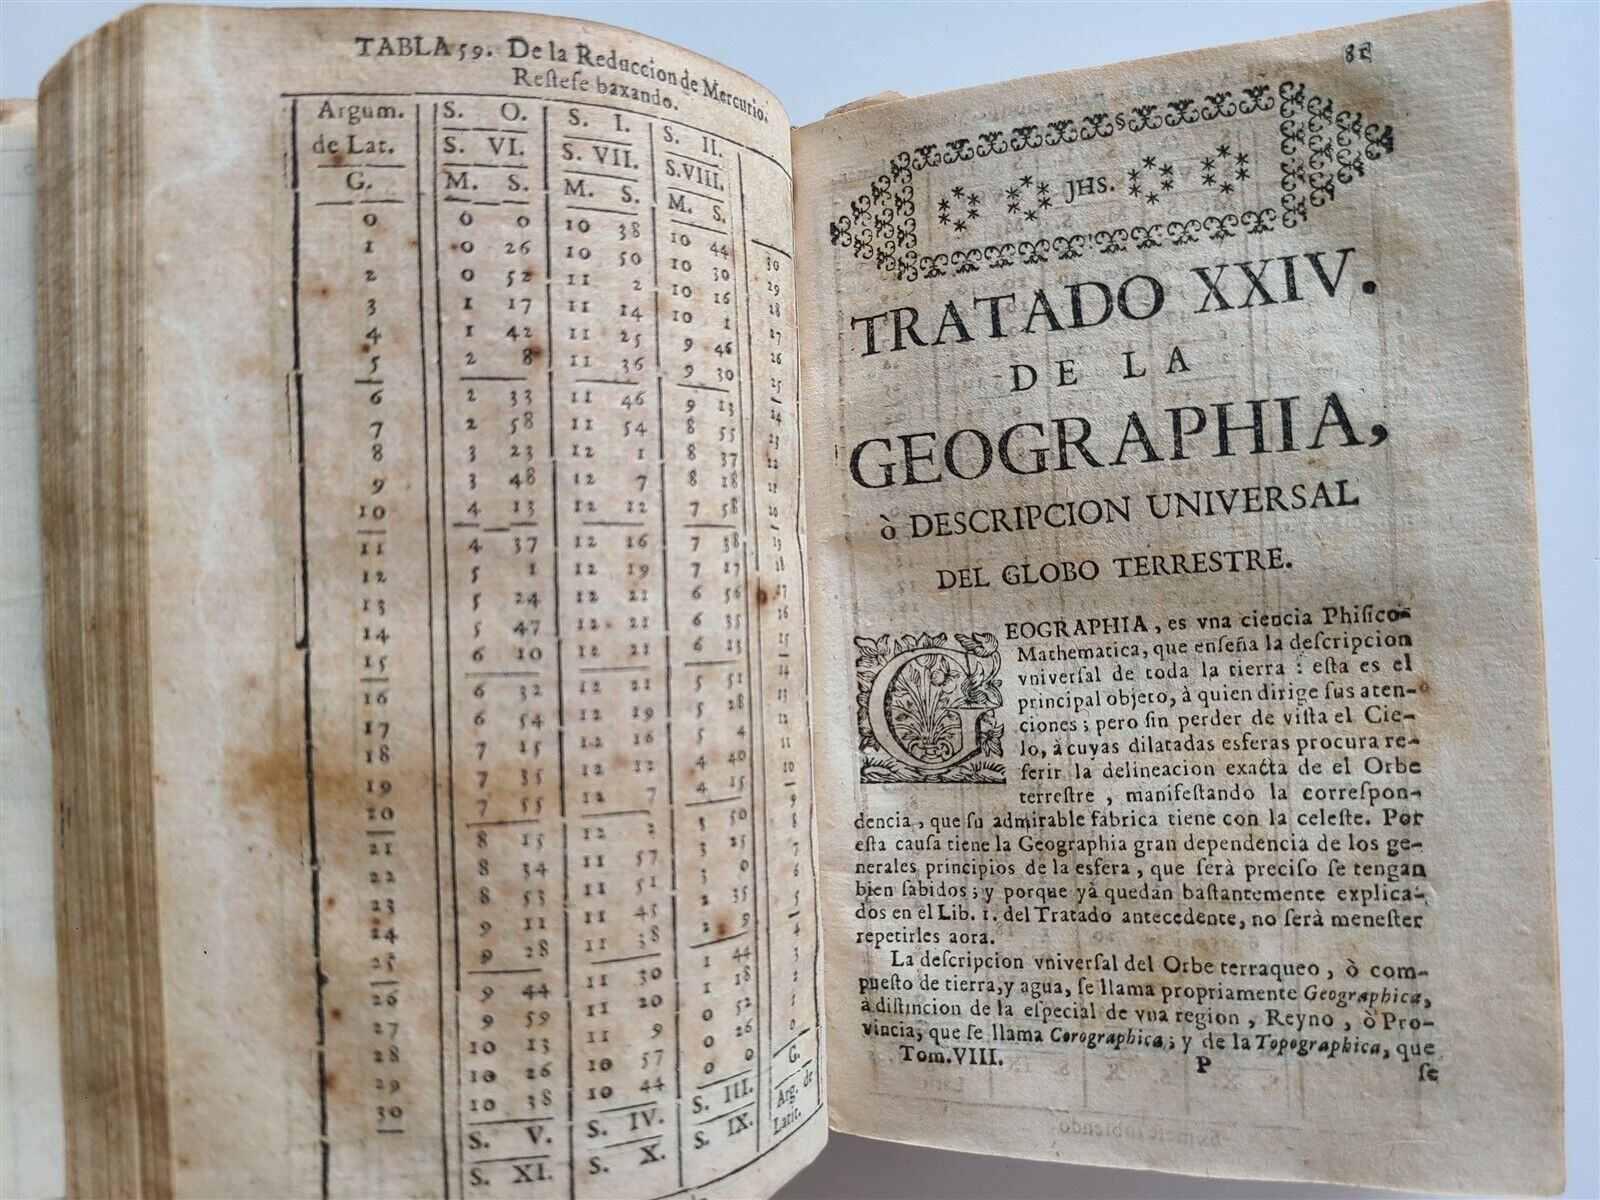 TABLA 59. De la Reduccion de Mercurio.
Reſteſe baxando.
Argum. S. O. S. I. S. II.
de Lat. S. VI. S. VII. S. VIII.
G. M. S. M. S. M. S.
0 0 0 10 38 10 44 30
1 0 26 10 50 10 30 29
2 0 52 11 2 10 16 28
3 1 17 11 14 10 1 27
4 1 42 11 25 9 46 26
5 2 8 11 36 9 30 25
6 2 33 11 46 9 13 24
7 2 58 11 54 8 55 23
8 3 23 12 1 8 37 22
9 3 48 12 7 8 18 21
10 4 13 12 12 7 58 20
11 4 37 12 16 7 38 19
12 5 1 12 19 7 17 18
13 5 24 12 21 6 56 17
14 5 47 12 21 6 35 16
15 6 10 12 21 6 13 15
16 6 32 12 21 5 51 14
17 6 54 12 19 5 28 13
18 7 15 12 16 5 4 12
19 7 35 12 12 4 40 11
20 7 55 12 7 4 15 10
21 8 15 12 2 3 50 9
22 8 34 11 57 3 25 8
23 8 53 11 51 3 0 7
24 9 11 11 45 2 35 6
25 9 28 11 38 2 9 5
26 9 44 11 30 1 44 4
27 9 59 11 20 1 18 3
28 10 13 11 9 0 52 2
29 10 26 10 57 0 26 1
30 10 38 10 44 0 0 0
S. V. S. IV. S. III. G.
S. XI. S. X. S. IX. Arg. de
Latit.
JHS.
TRATADO XXIV.
DE LA
GEOGRAPHIA,
ò DESCRIPCION UNIVERSAL
DEL GLOBO TERRESTRE.
GEOGRAPHIA, es vna ciencia Phiſico-
Mathematica, que enſeña la deſcripcion
vniverſal de toda la tierra: eſta es el
principal objeto, à quien dirige ſus aten-
ciones; pero ſin perder de viſta el Cie-
lo, à cuyas dilatadas esferas procura re-
ferir la delineacion exacta de el Orbe
terreſtre, manifeſtando la correſpon-
dencia, que ſu admirable fabrica tiene con la celeſte. Por
eſta cauſa tiene la Geographia gran dependencia de los ge-
nerales principios de la esfera, que ſerà preciſo ſe tengan
bien ſabidos; y porque yà quedan baſtantemente explica-
dos en el Lib. 1. del Tratado antecedente, no ſerà meneſter
repetirles aora.
La deſcripcion vniverſal del Orbe terraqueo, ò com-
pueſto de tierra, y agua, ſe llama propriamente Geographica,
à diſtincion de la eſpecial de vna region, Reyno, ò Pro-
vincia, que ſe llama Corographica; y de la Topographica, que
Tom. VIII. P ſe